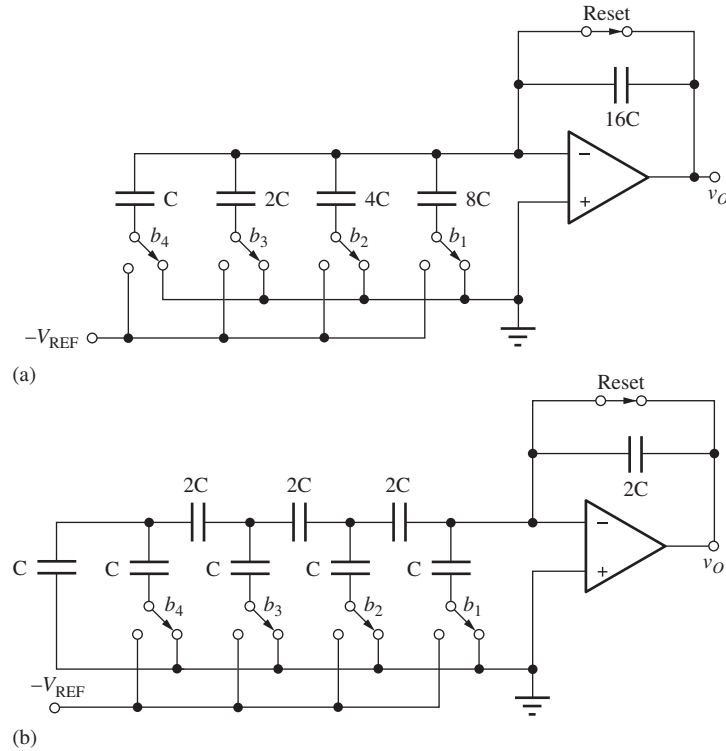 Reset
16C
−
+
v_O
C
2C
4C
8C
b_4
b_3
b_2
b_1
−V_REF
(a)
Reset
2C
2C
2C
2C
−
+
v_O
C
C
C
C
C
b_4
b_3
b_2
b_1
−V_REF
(b)